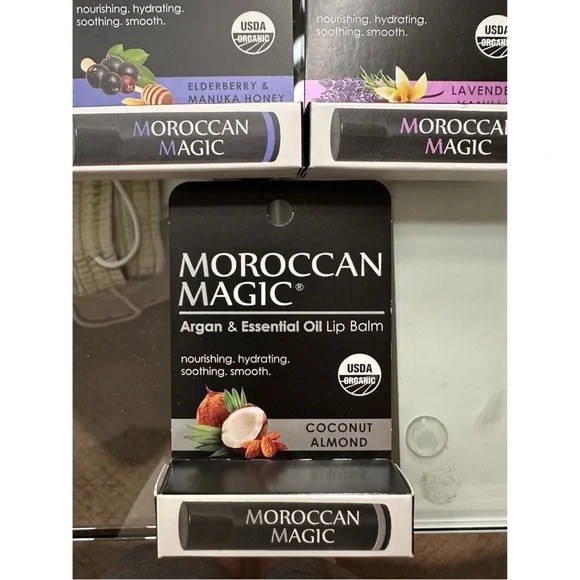 nourishing. hydrating.
soothing. smooth.
USDA
ORGANIC
ELDERBERRY &
MANUKA HONEY
MOROCCAN
MAGIC
nourishing. hydrating.
soothing. smooth.
USDA
MOROCCAN
MAGIC
MOROCCAN
MAGIC®
Argan & Essential Oil Lip Balm
nourishing. hydrating.
soothing. smooth.
USDA
ORGANIC
COCONUT
ALMOND
MOROCCAN
MAGIC